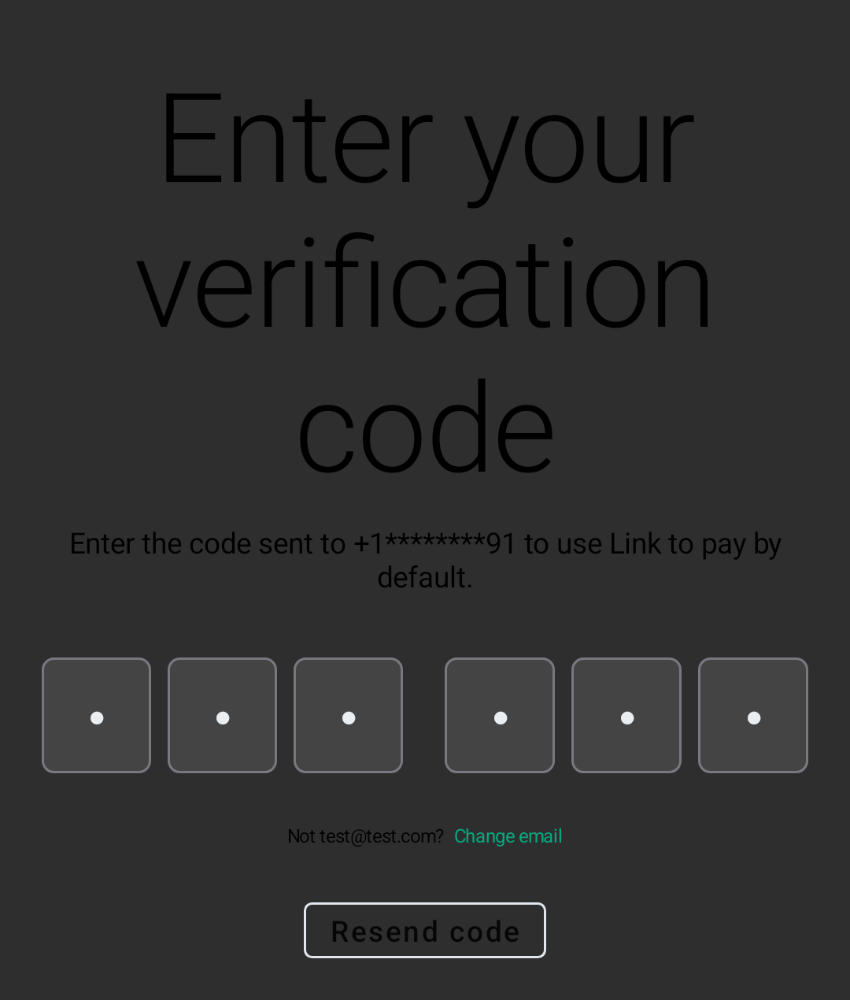 Enter your
verification
code
Enter the code sent to +1********91 to use Link to pay by
default.
Not test@test.com? Change email
Resend code